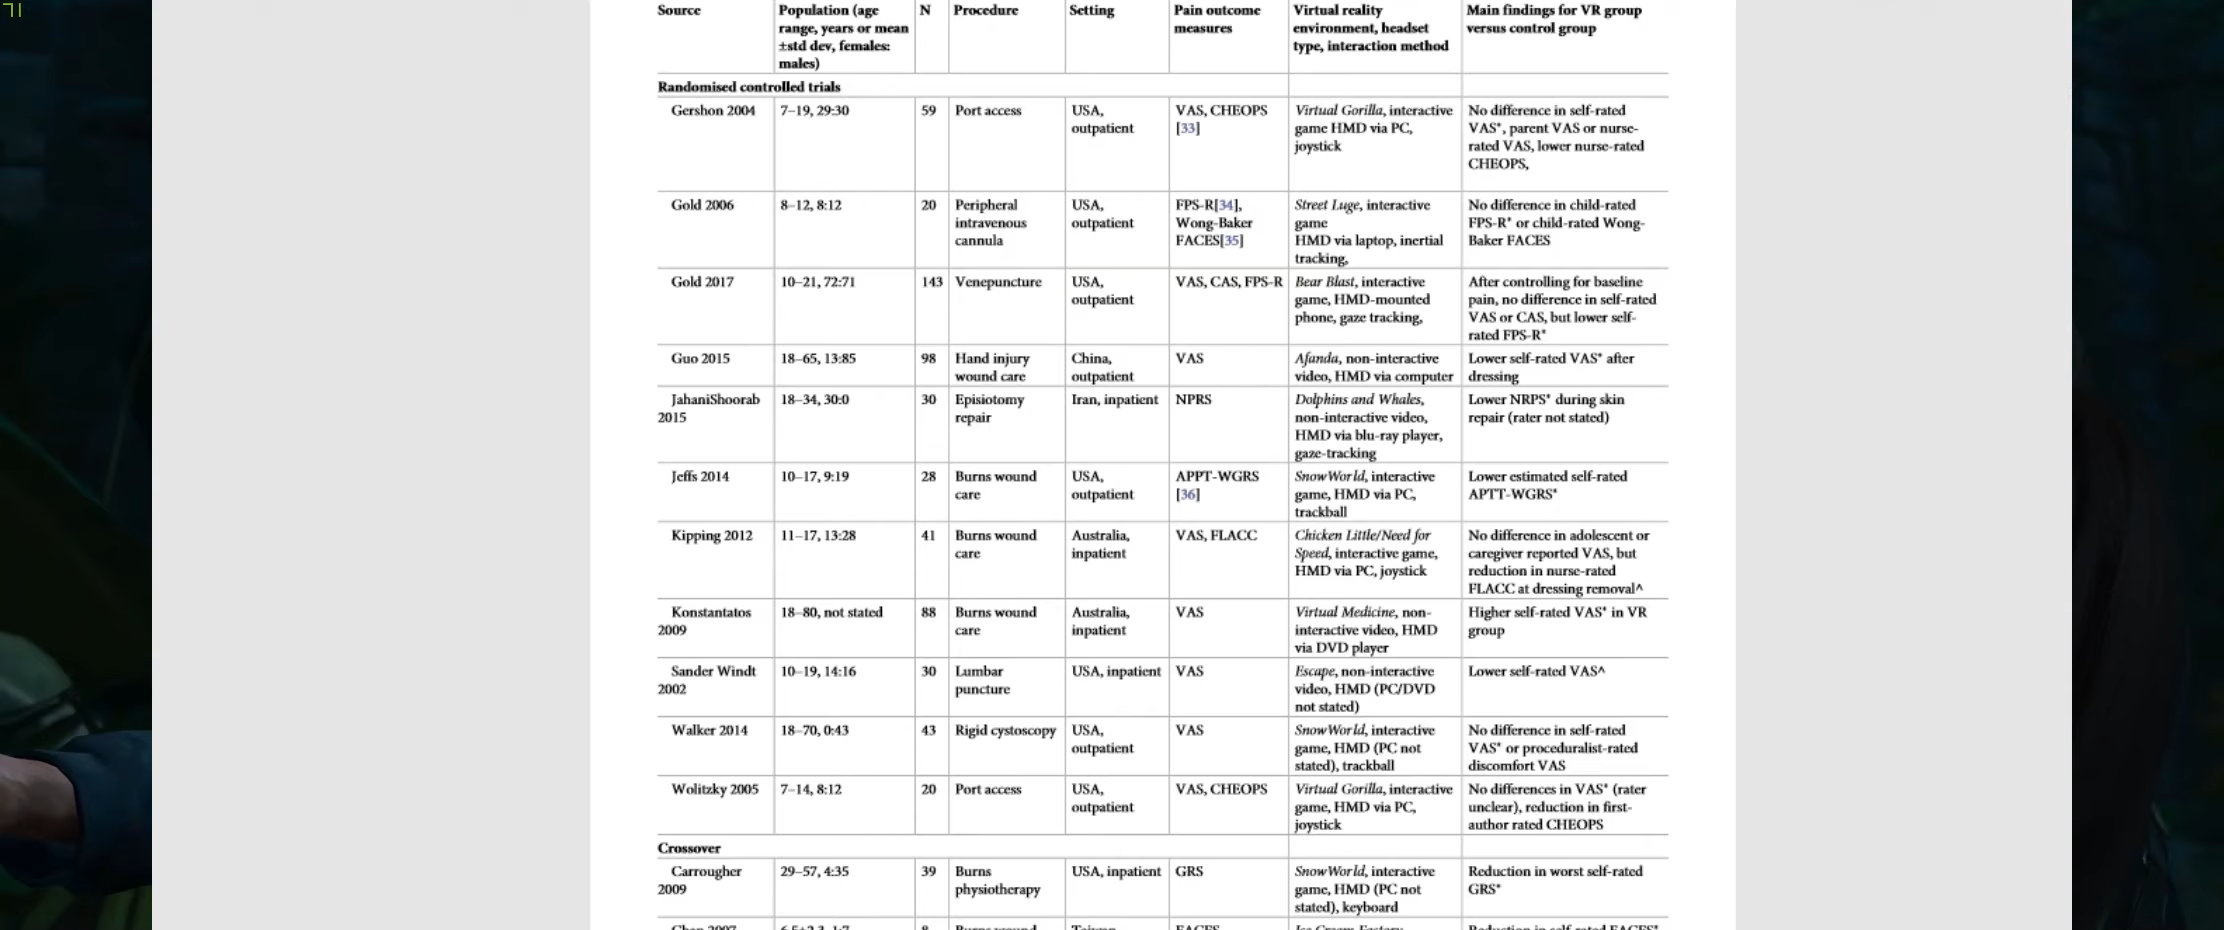 71
Source Population (age N Procedure Setting Pain outcome Virtual reality Main findings for VR group
range, years or mean measures environment, headset versus control group
±std dev, females: type, interaction method
males)
Randomised controlled trials
Gershon 2004 7–19, 29:30 59 Port access USA, VAS, CHEOPS Virtual Gorilla, interactive No difference in self-rated
outpatient [33] game HMD via PC, VAS*, parent VAS or nurse-
joystick rated VAS, lower nurse-rated
CHEOPS,
Gold 2006 8–12, 8:12 20 Peripheral USA, FPS-R[34], Street Luge, interactive No difference in child-rated
intravenous outpatient Wong-Baker game FPS-R* or child-rated Wong-
cannula FACES[35] HMD via laptop, inertial Baker FACES
tracking,
Gold 2017 10–21, 72:71 143 Venepuncture USA, VAS, CAS, FPS-R Bear Blast, interactive After controlling for baseline
outpatient game, HMD-mounted pain, no difference in self-rated
phone, gaze tracking, VAS or CAS, but lower self-
rated FPS-R*
Guo 2015 18–65, 13:85 98 Hand injury China, VAS Afanda, non-interactive Lower self-rated VAS* after
wound care outpatient video, HMD via computer dressing
JahaniShoorab 18–34, 30:0 30 Episiotomy Iran, inpatient NPRS Dolphins and Whales, Lower NRPS* during skin
2015 repair non-interactive video, repair (rater not stated)
HMD via blu-ray player,
gaze-tracking
Jeffs 2014 10–17, 9:19 28 Burns wound USA, APPT-WGRS SnowWorld, interactive Lower estimated self-rated
care outpatient [36] game, HMD via PC, APTT-WGRS*
trackball
Kipping 2012 11–17, 13:28 41 Burns wound Australia, VAS, FLACC Chicken Little/Need for No difference in adolescent or
care inpatient Speed, interactive game, caregiver reported VAS, but
HMD via PC, joystick reduction in nurse-rated
FLACC at dressing removal^
Konstantatos 18–80, not stated 88 Burns wound Australia, VAS Virtual Medicine, non- Higher self-rated VAS* in VR
2009 care inpatient interactive video, HMD group
via DVD player
Sander Windt 10–19, 14:16 30 Lumbar USA, inpatient VAS Escape, non-interactive Lower self-rated VAS^
2002 puncture video, HMD (PC/DVD
not stated)
Walker 2014 18–70, 0:43 43 Rigid cystoscopy USA, VAS SnowWorld, interactive No difference in self-rated
outpatient game, HMD (PC not VAS* or proceduralist-rated
stated), trackball discomfort VAS
Wolitzky 2005 7–14, 8:12 20 Port access USA, VAS, CHEOPS Virtual Gorilla, interactive No differences in VAS* (rater
outpatient game, HMD via PC, unclear), reduction in first-
joystick author rated CHEOPS
Crossover
Carrougher 29–57, 4:35 39 Burns USA, inpatient GRS SnowWorld, interactive Reduction in worst self-rated
2009 physiotherapy game, HMD (PC not GRS*
stated), keyboard